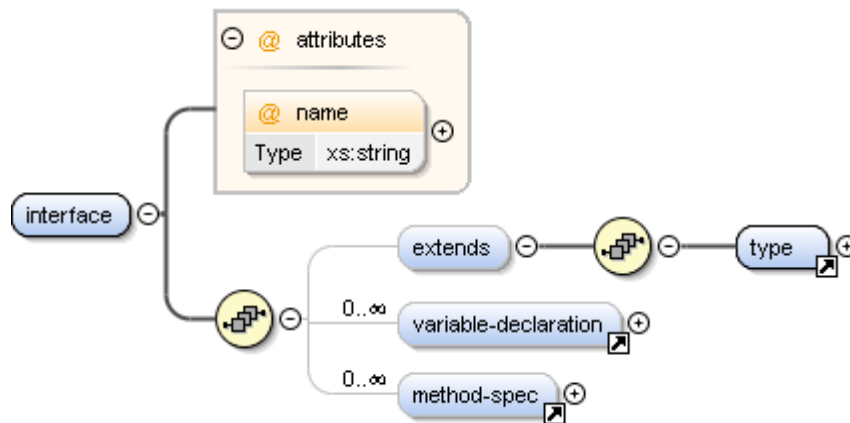 @ attributes
@ name
Type xs:string
interface
extends
type
0..∞
variable-declaration
0..∞
method-spec